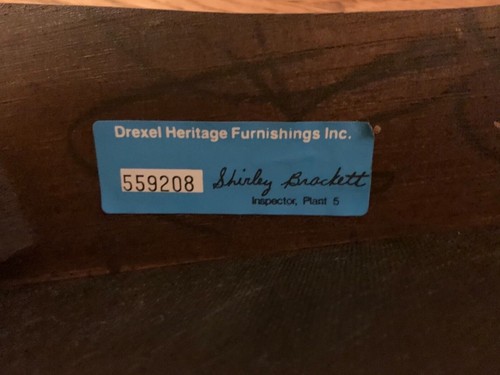 Drexel Heritage Furnishings Inc.
559208 Shirley Brackett
Inspector, Plant 5